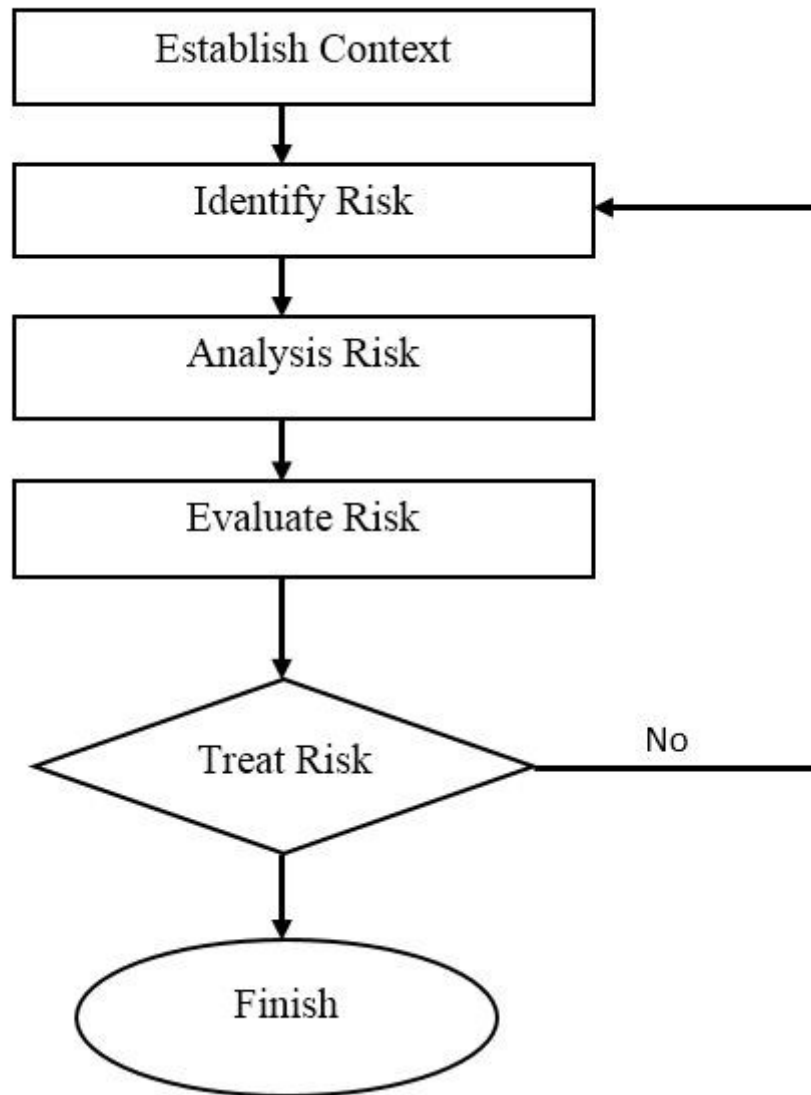 Establish Context
Identify Risk
Analysis Risk
Evaluate Risk
Treat Risk
No
Finish